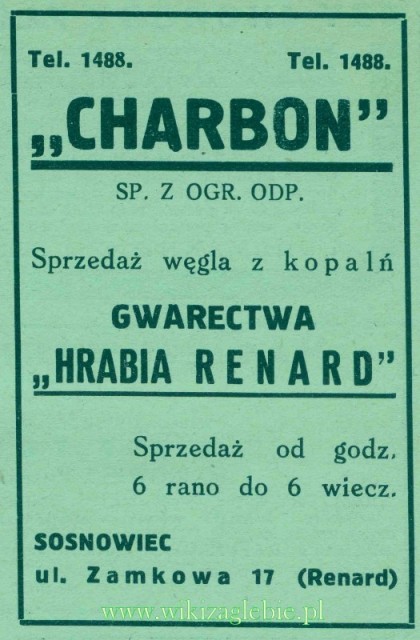 Tel. 1488. Tel. 1488.
„CHARBON”
SP. Z OGR. ODP.
Sprzedaż węgla z kopalń
GWARECTWA
„HRABIA RENARD”
Sprzedaż od godz.
6 rano do 6 wiecz.
SOSNOWIEC
ul. Zamkowa 17 (Renard)
www.wikizaglebie.pl